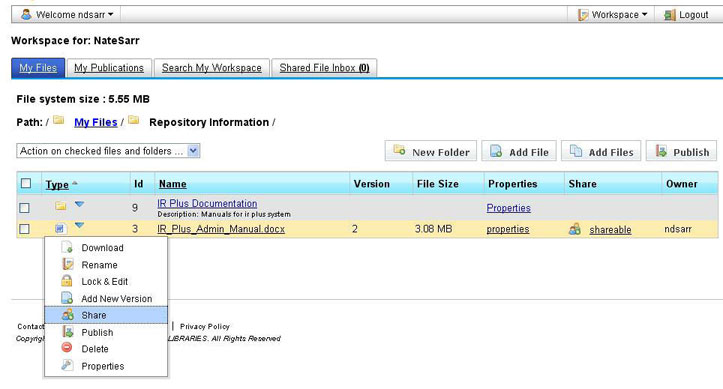 Welcome ndsarr Workspace Logout
Workspace for: NateSarr
My Files My Publications Search My Workspace Shared File Inbox (0)
File system size : 5.55 MB
Path: / My Files / Repository Information /
Action on checked files and folders ... New Folder Add File Add Files Publish
Type Id Name Version File Size Properties Share Owner
9 IR Plus Documentation Properties
Description: Manuals for ir plus system
3 IR_Plus_Admin_Manual.docx 2 3.08 MB properties shareable ndsarr
Download
Rename
Lock & Edit
Add New Version
Share
Publish
Delete
Properties
Contact | Privacy Policy
LIBRARIES. All Rights Reserved